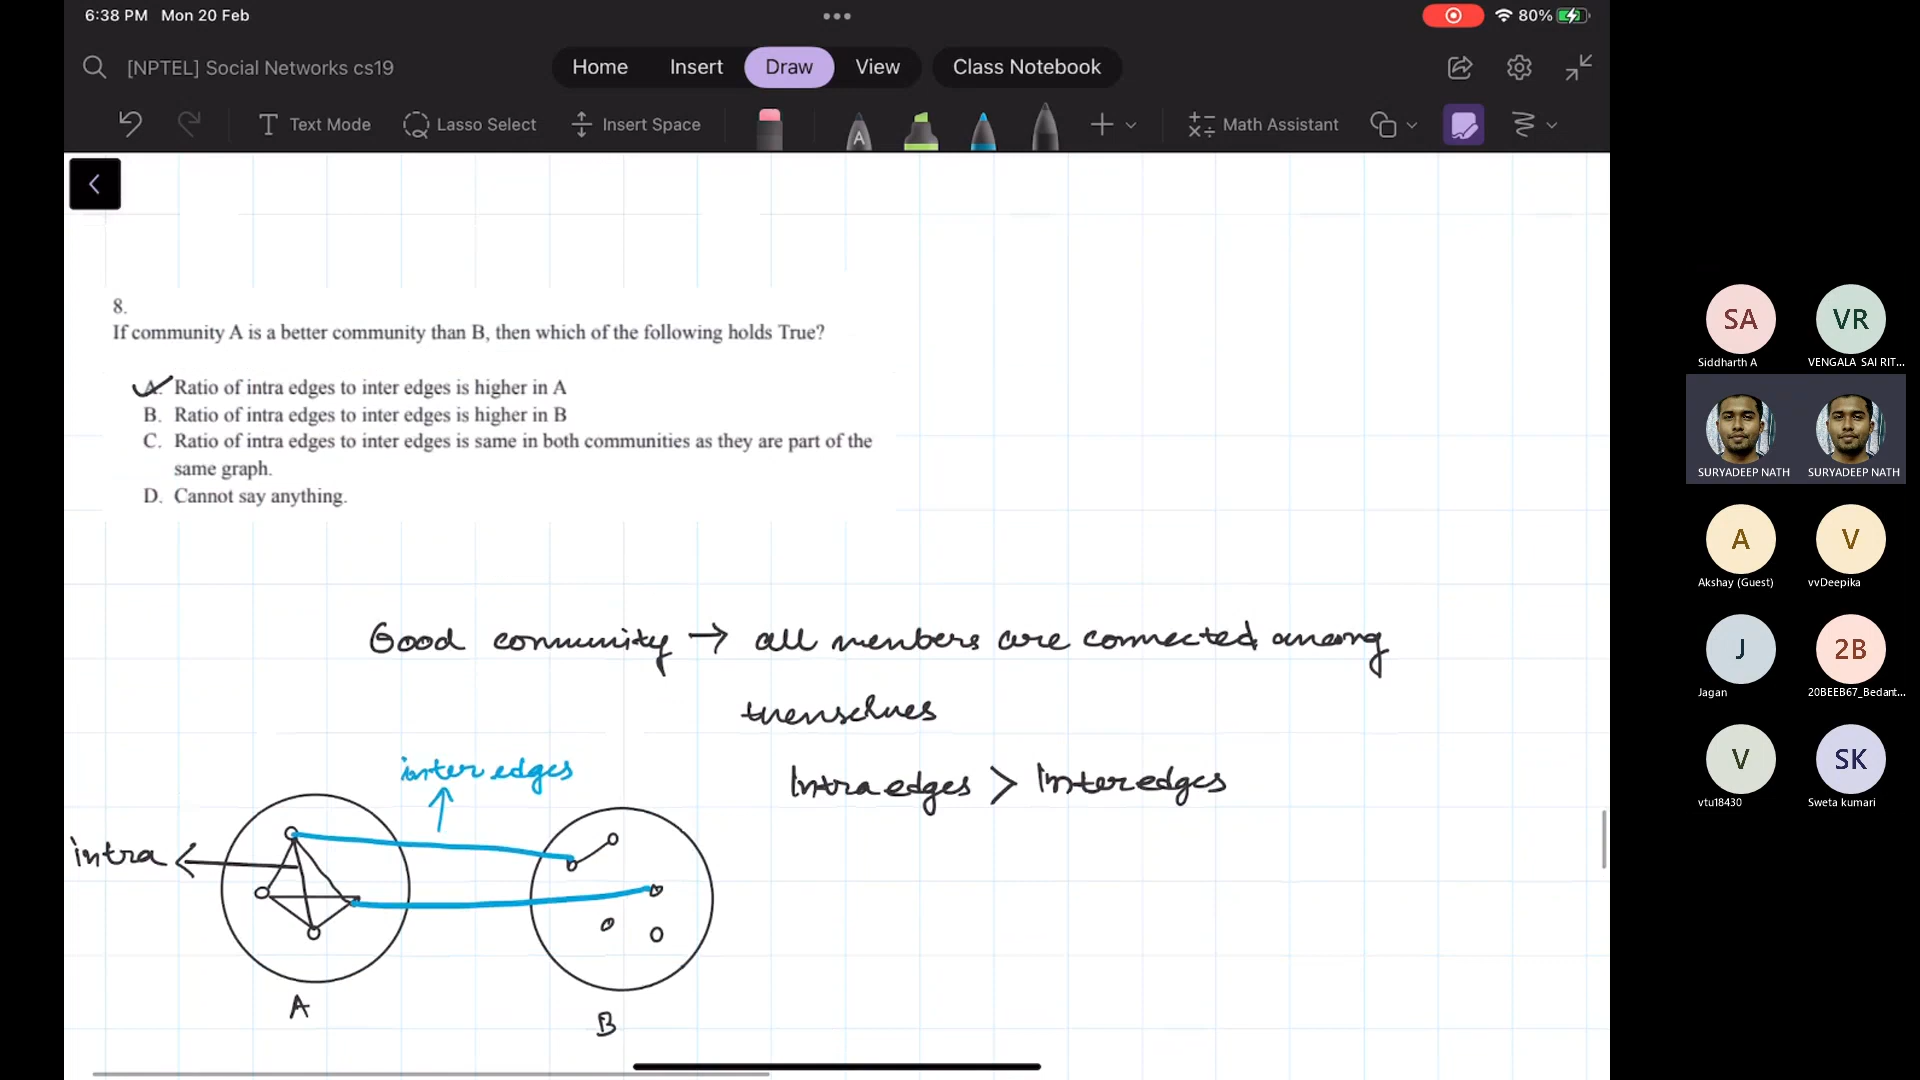 6:38 PM Mon 20 Feb
80%
[NPTEL] Social Networks cs19
Home Insert Draw View Class Notebook
Text Mode Lasso Select Insert Space A Math Assistant
8.
If community A is a better community than B, then which of the following holds True?
A. Ratio of intra edges to inter edges is higher in A
B. Ratio of intra edges to inter edges is higher in B
C. Ratio of intra edges to inter edges is same in both communities as they are part of the
same graph.
D. Cannot say anything.
Good community → all members are connected among
themselves
inter edges
Intra edges > Inter edges
intra
A
B
SA VR
Siddharth A VENGALA SAI RIT...
SURYADEEP NATH SURYADEEP NATH
A V
Akshay (Guest) vvDeepika
J 2B
Jagan 20BEEB67_Bedant...
V SK
vtu18430 Sweta kumari